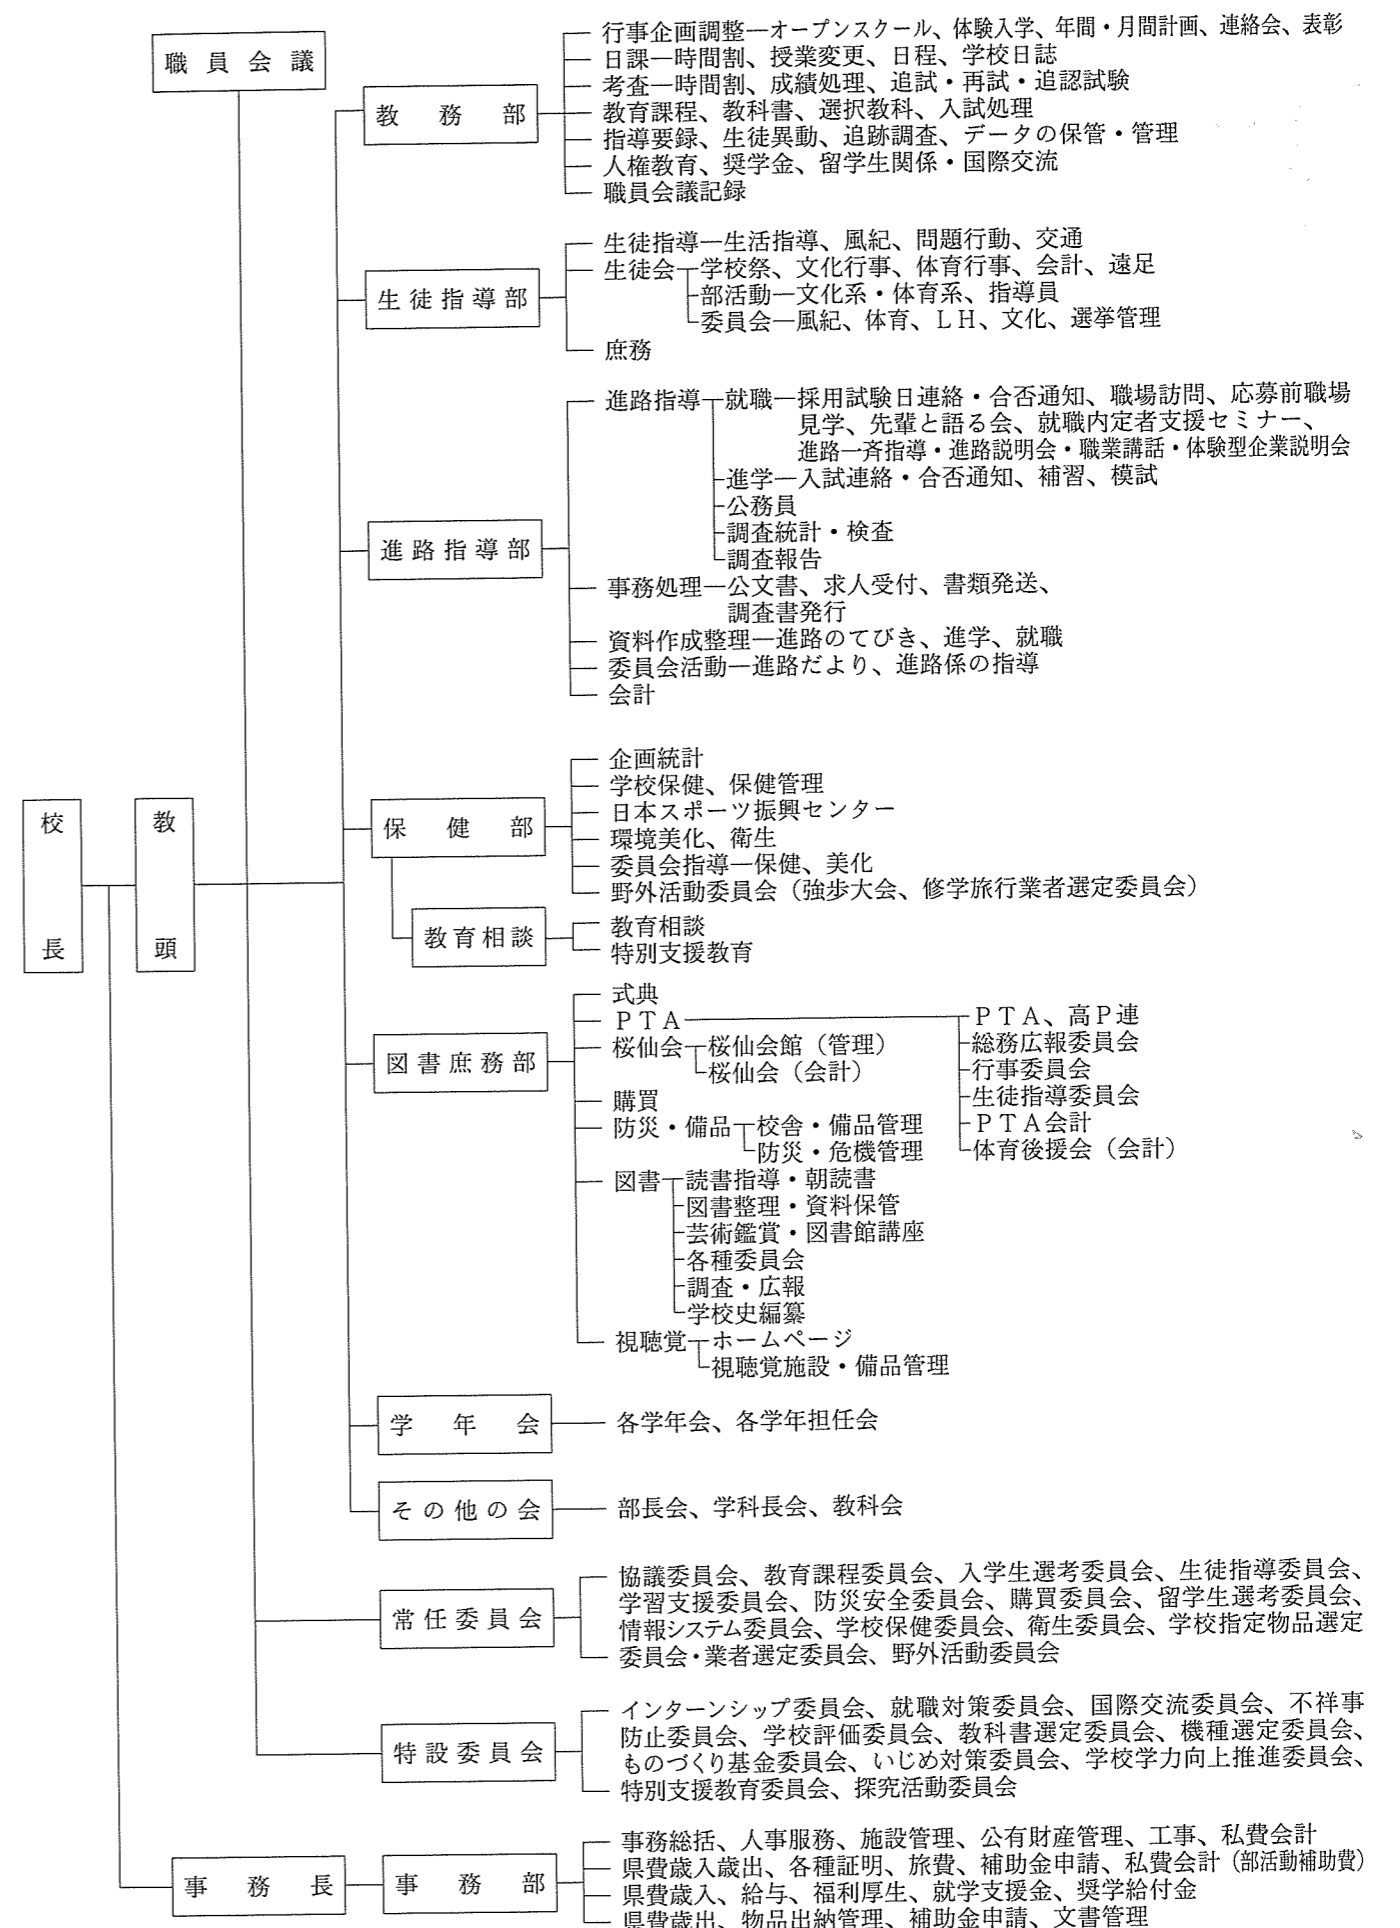 職員会議
教務部
行事企画調整―オープンスクール、体験入学、年間・月間計画、連絡会、表彰
日課―時間割、授業変更、日程、学校日誌
考査―時間割、成績処理、追試・再試・追認試験
教育課程、教科書、選択教科、入試処理
指導要録、生徒異動、追跡調査、データの保管・管理
人権教育、奨学金、留学生関係・国際交流
職員会議記録
生徒指導部
生徒指導―生活指導、風紀、問題行動、交通
生徒会 学校祭、文化行事、体育行事、会計、遠足
部活動―文化系・体育系、指導員
委員会―風紀、体育、LH、文化、選挙管理
庶務
進路指導部
進路指導 就職―採用試験日連絡・合否通知、職場訪問、応募前職場
見学、先輩と語る会、就職内定者支援セミナー、
進路一斉指導・進路説明会・職業講話・体験型企業説明会
進学―入試連絡・合否通知、補習、模試
公務員
調査統計・検査
調査報告
事務処理―公文書、求人受付、書類発送、
調査書発行
資料作成整理―進路のてびき、進学、就職
委員会活動―進路だより、進路係の指導
会計
校長
教頭
保健部
企画統計
学校保健、保健管理
日本スポーツ振興センター
環境美化、衛生
委員会指導―保健、美化
野外活動委員会（強歩大会、修学旅行業者選定委員会）
教育相談
教育相談
特別支援教育
図書庶務部
式典
PTA
PTA、高P連
総務広報委員会
行事委員会
生徒指導委員会
PTA会計
体育後援会（会計）
桜仙会 桜仙会館（管理）
桜仙会（会計）
購買
防災・備品 校舎・備品管理
防災・危機管理
図書 読書指導・朝読書
図書整理・資料保管
芸術鑑賞・図書館講座
各種委員会
調査・広報
学校史編纂
視聴覚 ホームページ
視聴覚施設・備品管理
学年会
各学年会、各学年担任会
その他の会
部長会、学科長会、教科会
常任委員会
協議委員会、教育課程委員会、入学生選考委員会、生徒指導委員会、
学習支援委員会、防災安全委員会、購買委員会、留学生選考委員会、
情報システム委員会、学校保健委員会、衛生委員会、学校指定物品選定
委員会・業者選定委員会、野外活動委員会
特設委員会
インターンシップ委員会、就職対策委員会、国際交流委員会、不祥事
防止委員会、学校評価委員会、教科書選定委員会、機種選定委員会、
ものづくり基金委員会、いじめ対策委員会、学校学力向上推進委員会、
特別支援教育委員会、探究活動委員会
事務長
事務部
事務総括、人事服務、施設管理、公有財産管理、工事、私費会計
県費歳入歳出、各種証明、旅費、補助金申請、私費会計（部活動補助費）
県費歳入、給与、福利厚生、就学支援金、奨学給付金
県費歳出、物品出納管理、補助金申請、文書管理